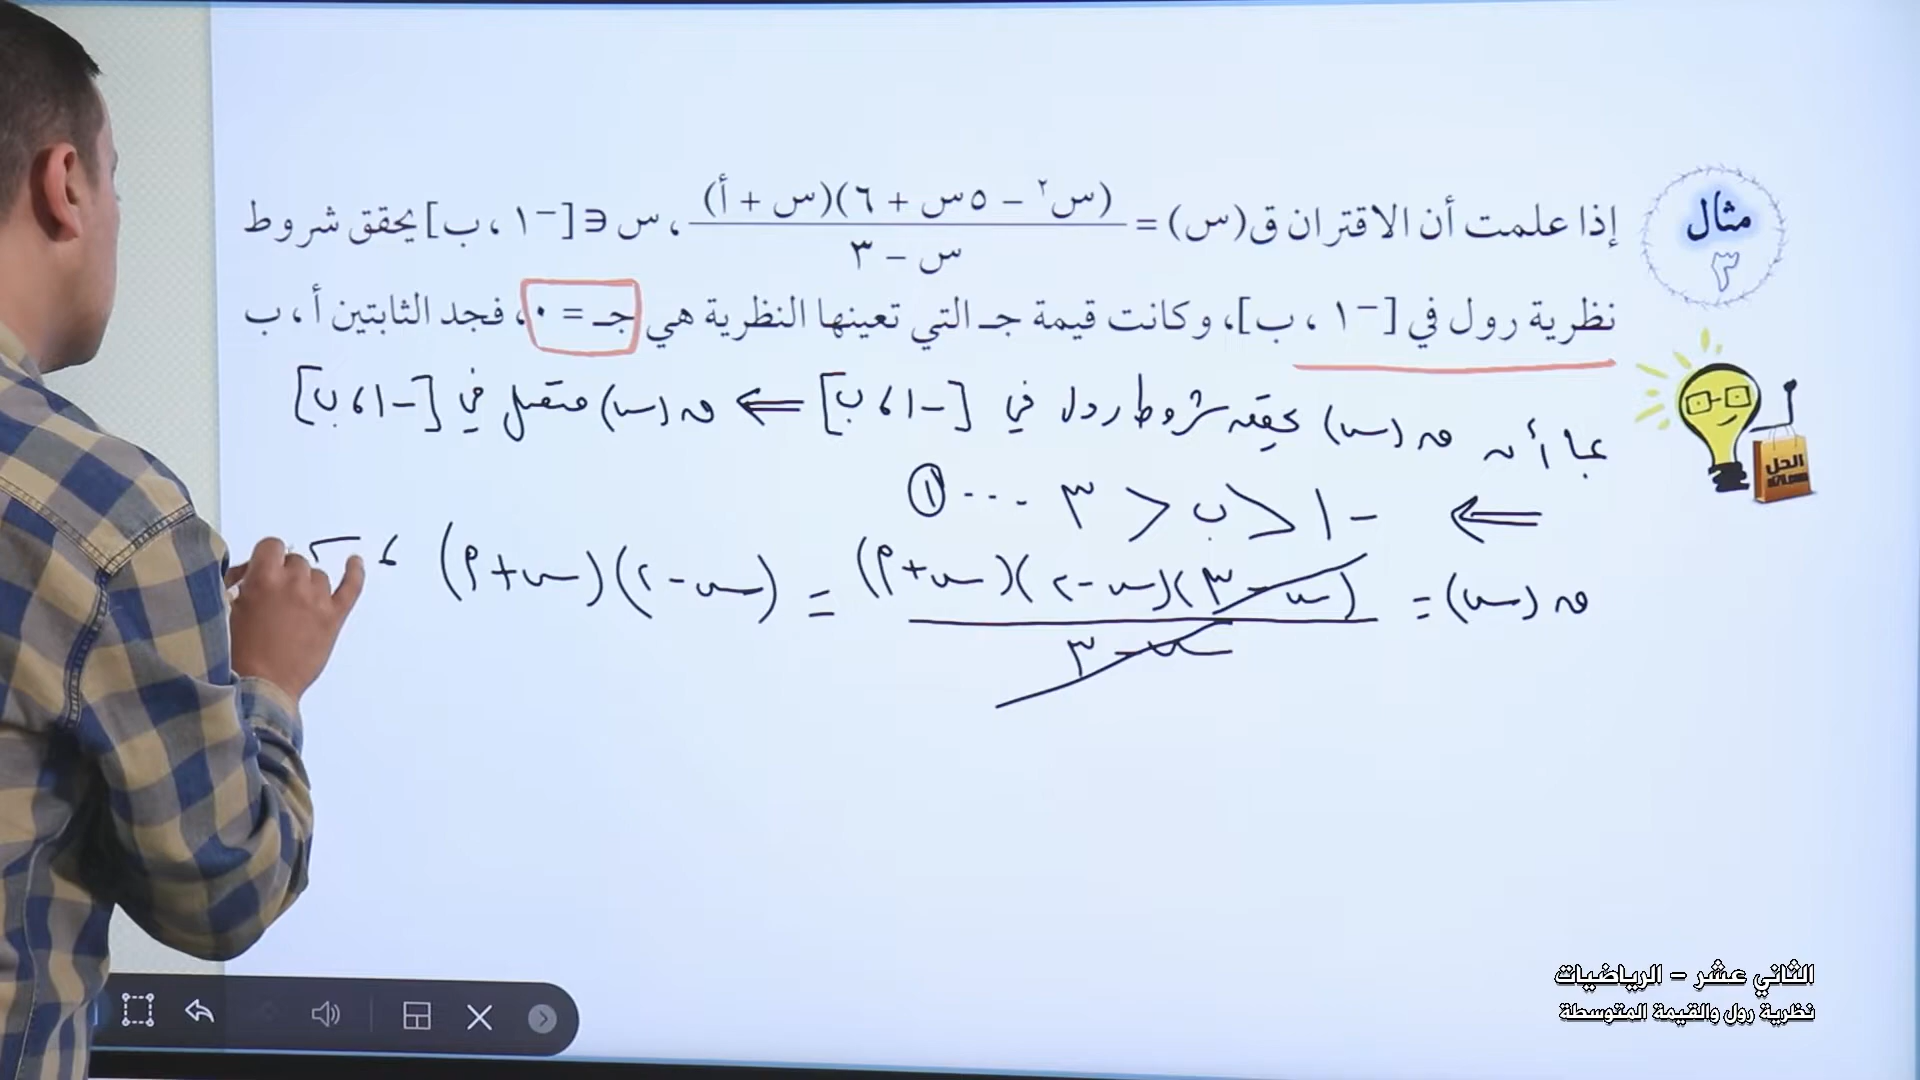 مثال
٣
إذا علمت أن الاقتران ق(س) = (س٢ - ٥س + ٦)(س + أ) / س - ٣ ، س ∈ [-١ ، ب] يحقق شروط
نظرية رول في [-١ ، ب]، وكانت قيمة جـ التي تعينها النظرية هي جـ = ٠، فجد الثابتين أ ، ب
الحل
بما أن ق(س) يحقق شروط رول في [-١ ، ب] ⇐ ق(س) متصل في [-١ ، ب]
⇐ -١ < ب < ٣ ... ①
ق(س) = (س-٣)(س-٢)(س+أ) / س-٣ = (س-٢)(س+أ) ،
الثاني عشر - الرياضيات
نظرية رول والقيمة المتوسطة